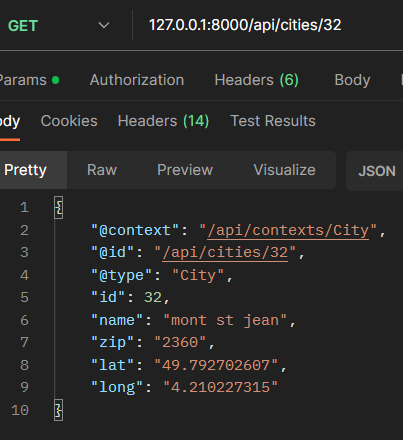 GET 127.0.0.1:8000/api/cities/32
Params Authorization Headers (6) Body
Body Cookies Headers (14) Test Results
Pretty Raw Preview Visualize JSON
1 {
2 "@context": "/api/contexts/City",
3 "@id": "/api/cities/32",
4 "@type": "City",
5 "id": 32,
6 "name": "mont st jean",
7 "zip": "2360",
8 "lat": "49.792702607",
9 "long": "4.210227315"
10 }